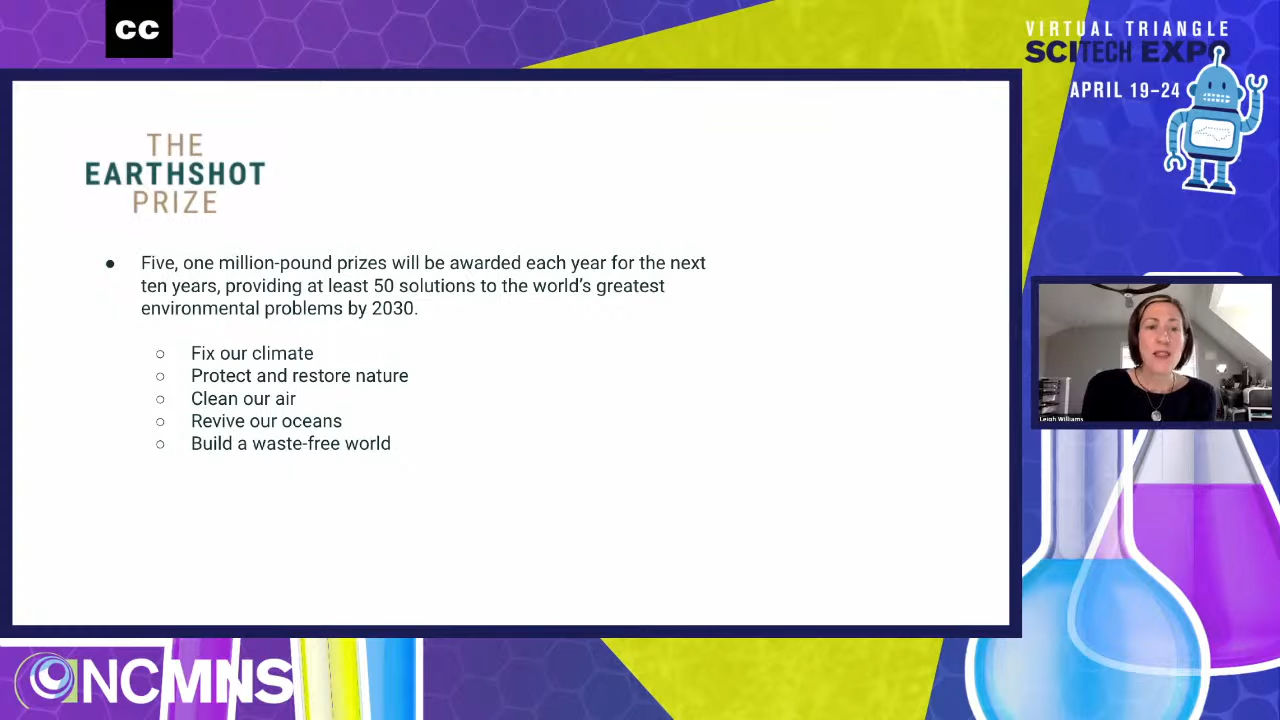 CC
VIRTUAL TRIANGLE
SCITECH EXPO
APRIL 19–24
THE
EARTHSHOT
PRIZE
● Five, one million-pound prizes will be awarded each year for the next
ten years, providing at least 50 solutions to the world's greatest
environmental problems by 2030.
○ Fix our climate
○ Protect and restore nature
○ Clean our air
○ Revive our oceans
○ Build a waste-free world
Leigh Williams
NCMNS